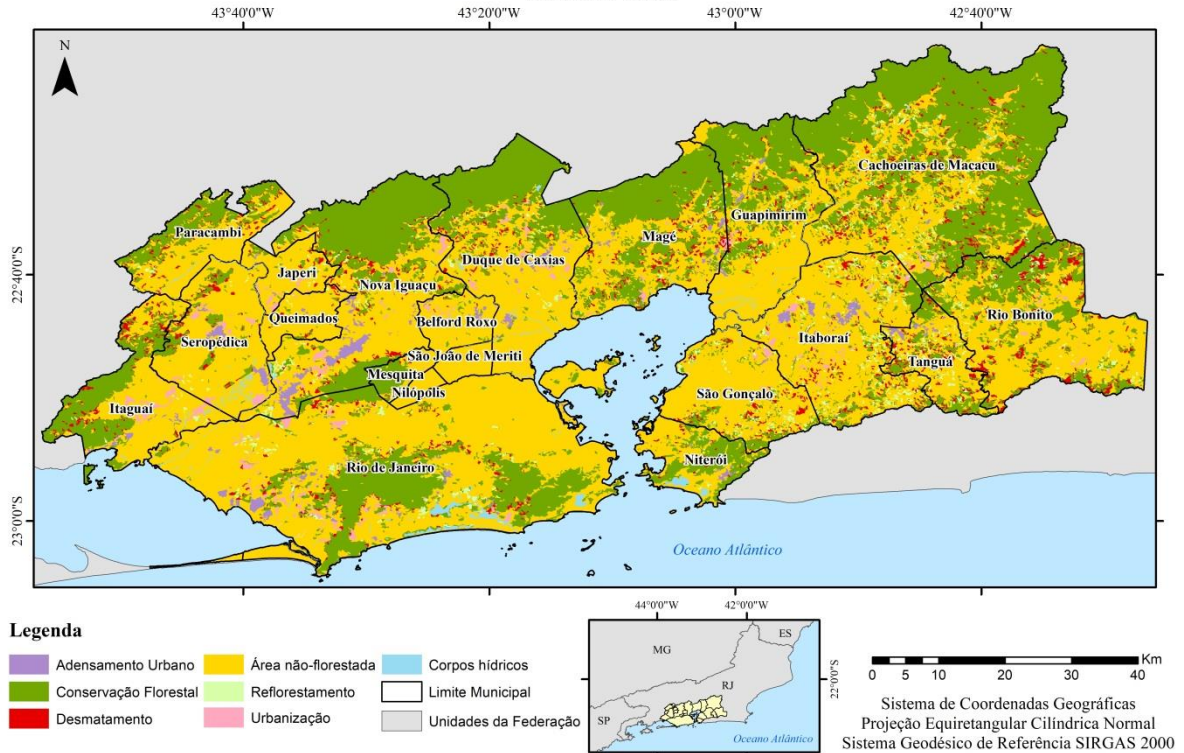 43°40'0"W
43°20'0"W
43°0'0"W
42°40'0"W
N
Cachoeiras de Macacu
Guapimirim
Paracambi
Magé
Duque de Caxias
22°40'0"S
Japeri
Nova Iguaçu
Rio Bonito
Queimados
Belford Roxo
Itaboraí
Seropédica
São João de Meriti
Tanguá
Mesquita
Nilópolis
São Gonçalo
Itaguaí
Niterói
Rio de Janeiro
23°0'0"S
Oceano Atlântico
Legenda
Adensamento Urbano
Conservação Florestal
Desmatamento
Área não-florestada
Reflorestamento
Urbanização
Corpos hídricos
Limite Municipal
Unidades da Federação
44°0'0"W
42°0'0"W
ES
MG
22°0'0"S
RJ
SP
Oceano Atlântico
Km
0 5 10 20 30 40
Sistema de Coordenadas Geográficas
Projeção Equiretangular Cilíndrica Normal
Sistema Geodésico de Referência SIRGAS 2000